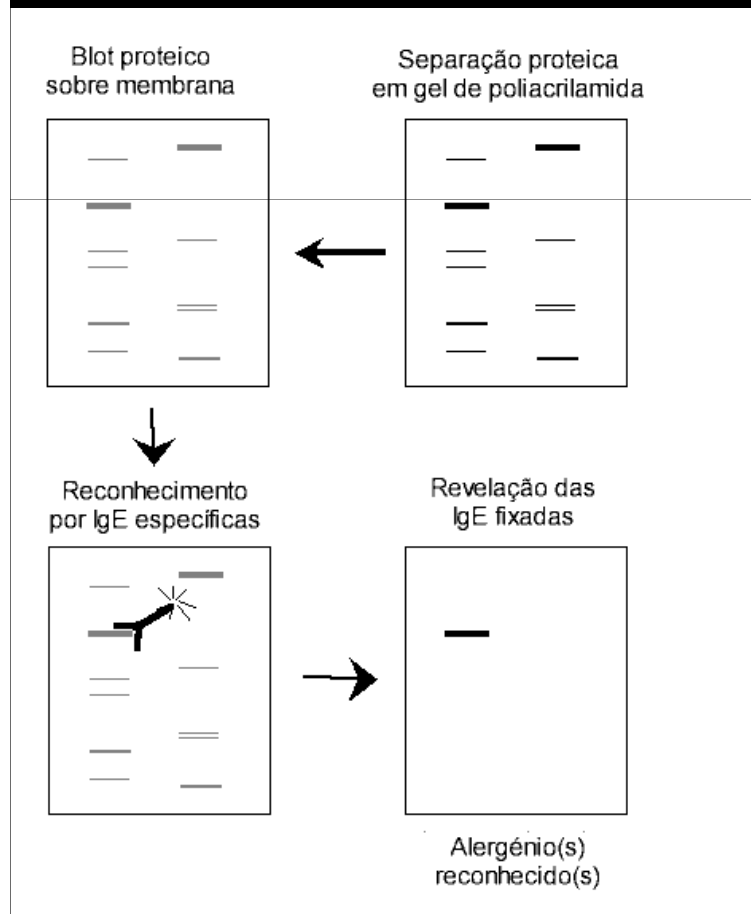 Blot proteico
sobre membrana
Separação proteica
em gel de poliacrilamida
Reconhecimento
por IgE específicas
Revelação das
IgE fixadas
Alergénio(s)
reconhecido(s)